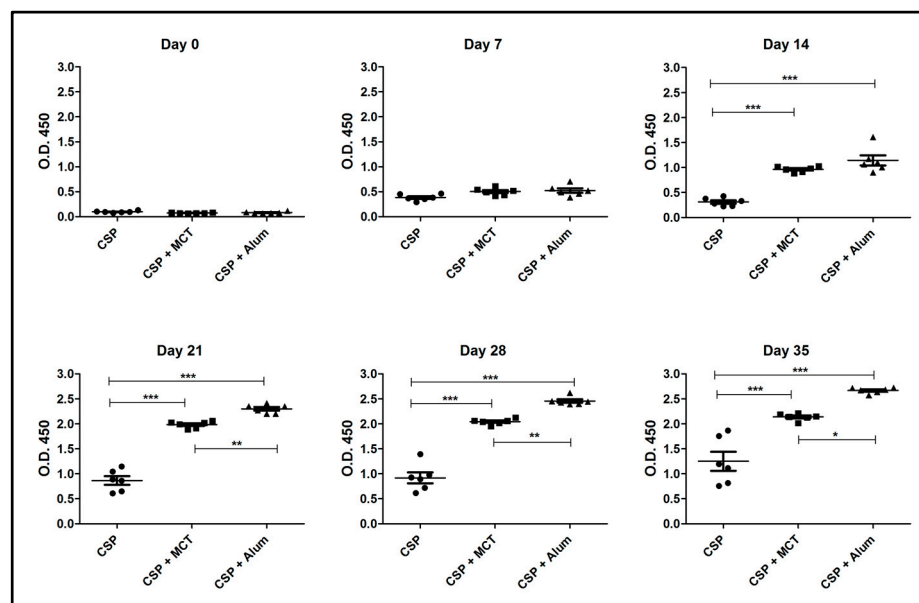 Day 0
O.D. 450
3.0
2.5
2.0
1.5
1.0
0.5
0.0
CSP
CSP + MCT
CSP + Alum
Day 7
O.D. 450
3.0
2.5
2.0
1.5
1.0
0.5
0.0
CSP
CSP + MCT
CSP + Alum
Day 14
O.D. 450
3.0
2.5
2.0
1.5
1.0
0.5
0.0
***
***
CSP
CSP + MCT
CSP + Alum
Day 21
O.D. 450
3.0
2.5
2.0
1.5
1.0
0.5
0.0
***
***
**
CSP
CSP + MCT
CSP + Alum
Day 28
O.D. 450
3.0
2.5
2.0
1.5
1.0
0.5
0.0
***
***
**
CSP
CSP + MCT
CSP + Alum
Day 35
O.D. 450
3.0
2.5
2.0
1.5
1.0
0.5
0.0
***
***
*
CSP
CSP + MCT
CSP + Alum